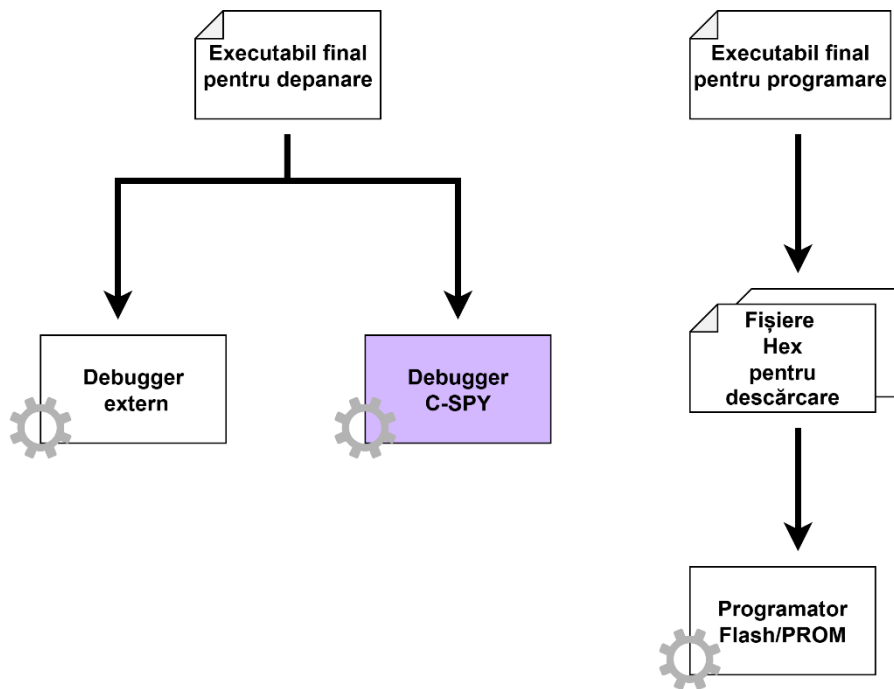 Executabil final
pentru depanare
Executabil final
pentru programare
Debugger
extern
Debugger
C-SPY
Fișiere
Hex
pentru
descărcare
Programator
Flash/PROM